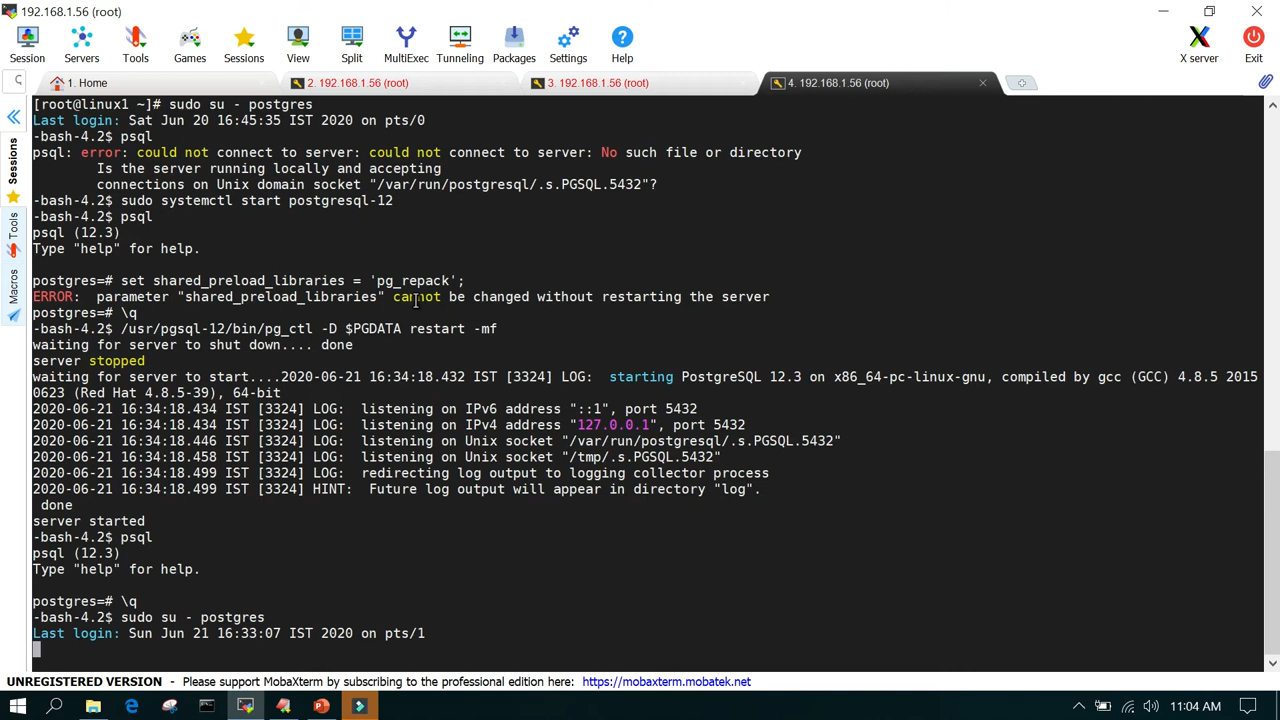 192.168.1.56 (root)
Session Servers Tools Games Sessions View Split MultiExec Tunneling Packages Settings Help X server Exit
1. Home 2. 192.168.1.56 (root) 3. 192.168.1.56 (root) 4. 192.168.1.56 (root)
Sessions
Tools
Macros
[root@linux1 ~]# sudo su - postgres
Last login: Sat Jun 20 16:45:35 IST 2020 on pts/0
-bash-4.2$ psql
psql: error: could not connect to server: could not connect to server: No such file or directory
Is the server running locally and accepting
connections on Unix domain socket "/var/run/postgresql/.s.PGSQL.5432"?
-bash-4.2$ sudo systemctl start postgresql-12
-bash-4.2$ psql
psql (12.3)
Type "help" for help.
postgres=# set shared_preload_libraries = 'pg_repack';
ERROR:  parameter "shared_preload_libraries" cannot be changed without restarting the server
postgres=# \q
-bash-4.2$ /usr/pgsql-12/bin/pg_ctl -D $PGDATA restart -mf
waiting for server to shut down.... done
server stopped
waiting for server to start....2020-06-21 16:34:18.432 IST [3324] LOG:  starting PostgreSQL 12.3 on x86_64-pc-linux-gnu, compiled by gcc (GCC) 4.8.5 2015
0623 (Red Hat 4.8.5-39), 64-bit
2020-06-21 16:34:18.434 IST [3324] LOG:  listening on IPv6 address "::1", port 5432
2020-06-21 16:34:18.434 IST [3324] LOG:  listening on IPv4 address "127.0.0.1", port 5432
2020-06-21 16:34:18.446 IST [3324] LOG:  listening on Unix socket "/var/run/postgresql/.s.PGSQL.5432"
2020-06-21 16:34:18.458 IST [3324] LOG:  listening on Unix socket "/tmp/.s.PGSQL.5432"
2020-06-21 16:34:18.499 IST [3324] LOG:  redirecting log output to logging collector process
2020-06-21 16:34:18.499 IST [3324] HINT:  Future log output will appear in directory "log".
done
server started
-bash-4.2$ psql
psql (12.3)
Type "help" for help.
postgres=# \q
-bash-4.2$ sudo su - postgres
Last login: Sun Jun 21 16:33:07 IST 2020 on pts/1
UNREGISTERED VERSION - Please support MobaXterm by subscribing to the professional edition here: https://mobaxterm.mobatek.net
11:04 AM